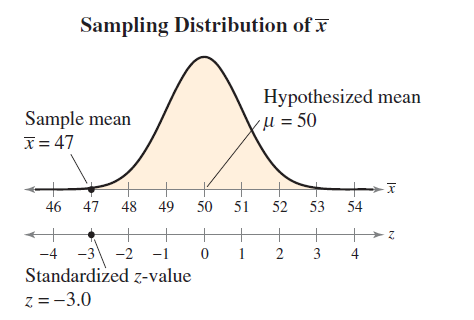 Sampling Distribution of x̅
Hypothesized mean
μ = 50
Sample mean
x̅ = 47
x̅
46 47 48 49 50 51 52 53 54
z
−4 −3 −2 −1 0 1 2 3 4
Standardized z-value
z = −3.0